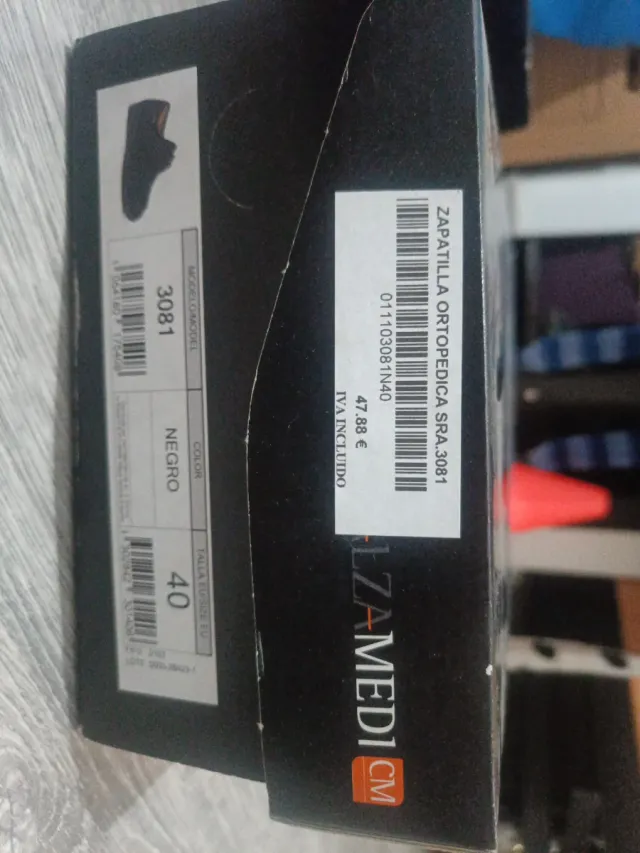 ZAPATILLA ORTOPEDICA SRA.3081
011103081N40
47.88 €
IVA INCLUIDO
ALZAMEDI
CM
MODELO/MODEL
3081
COLOR
NEGRO
TALLA EU/SIZE EU
40